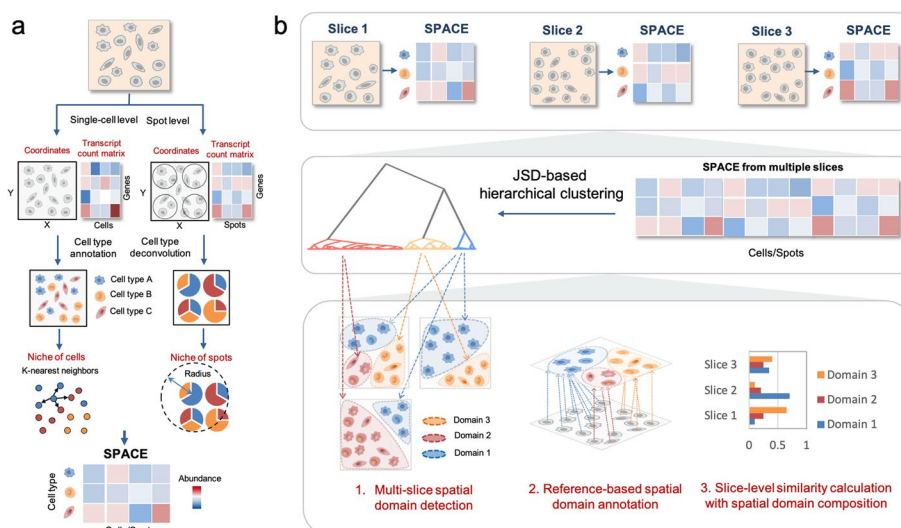 a
Single-cell level
Spot level
Coordinates
Transcript
count matrix
Coordinates
Transcript
count matrix
Y
Genes
Y
Genes
X
Cells
X
Spots
Cell type
annotation
Cell type
deconvolution
Cell type A
Cell type B
Cell type C
Niche of cells
K-nearest neighbors
Niche of spots
Radius
SPACE
Cell type
Abundance
Cells/Spots
b
Slice 1
SPACE
Slice 2
SPACE
Slice 3
SPACE
JSD-based
hierarchical clustering
SPACE from multiple slices
Cells/Spots
Domain 3
Domain 2
Domain 1
Slice 3
Slice 2
Slice 1
0
0.5
1
Domain 3
Domain 2
Domain 1
1. Multi-slice spatial
domain detection
2. Reference-based spatial
domain annotation
3. Slice-level similarity calculation
with spatial domain composition